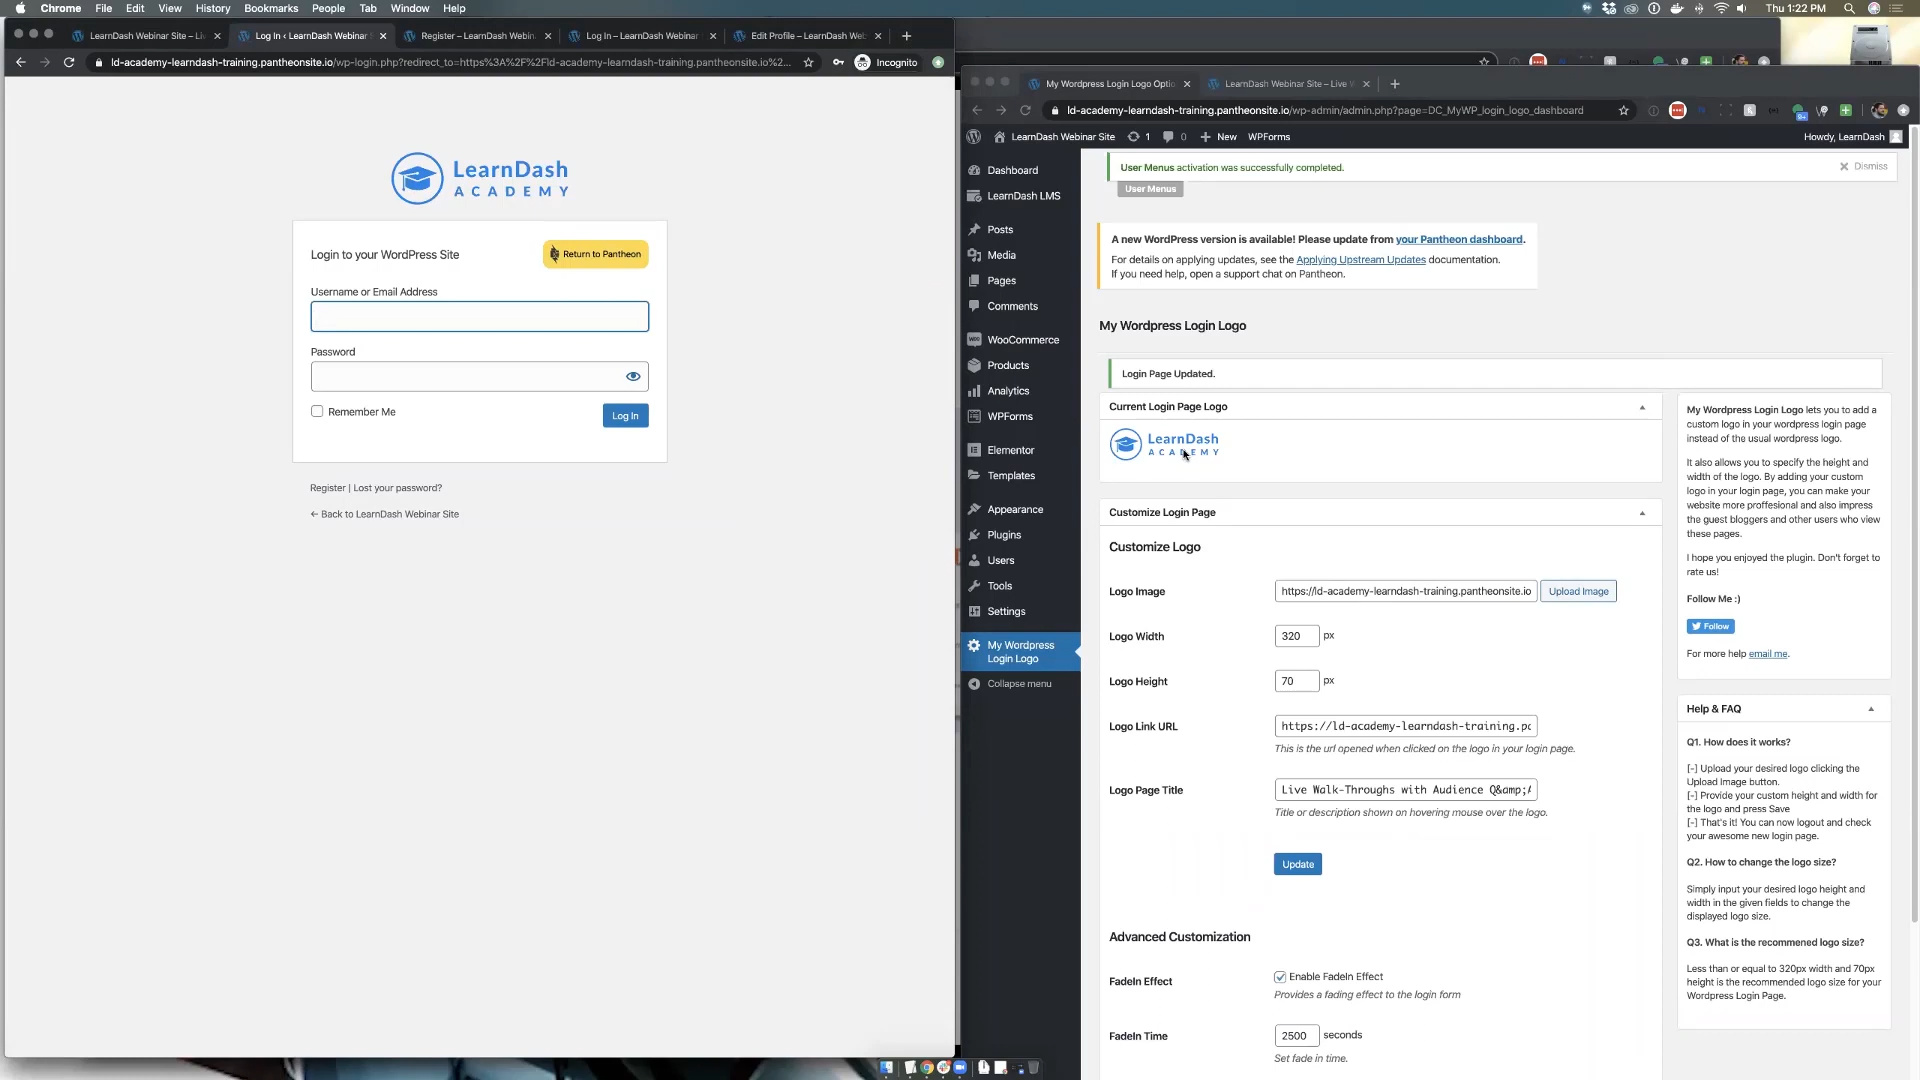 Chrome File Edit View History Bookmarks People Tab Window Help
Thu 1:22 PM
LearnDash Webinar Site – Li
Log In ‹ LearnDash Webinar S
Register – LearnDash Webin
Log In – LearnDash Webinar S
Edit Profile – LearnDash Web
ld-academy-learndash-training.pantheonsite.io/wp-login.php?redirect_to=https%3A%2F%2Fld-academy-learndash-training.pantheonsite.io%2...
Incognito
LearnDash
ACADEMY
Login to your WordPress Site
Return to Pantheon
Username or Email Address
Password
Remember Me
Log In
Register | Lost your password?
← Back to LearnDash Webinar Site
My Wordpress Login Logo Optio
LearnDash Webinar Site – Live W
ld-academy-learndash-training.pantheonsite.io/wp-admin/admin.php?page=DC_MyWP_login_logo_dashboard
LearnDash Webinar Site
1
0
New
WPForms
Howdy, LearnDash
Dashboard
LearnDash LMS
Posts
Media
Pages
Comments
WooCommerce
Products
Analytics
WPForms
Elementor
Templates
Appearance
Plugins
Users
Tools
Settings
My Wordpress
Login Logo
Collapse menu
User Menus activation was successfully completed.
Dismiss
User Menus
A new WordPress version is available! Please update from your Pantheon dashboard.
For details on applying updates, see the Applying Upstream Updates documentation.
If you need help, open a support chat on Pantheon.
My Wordpress Login Logo
Login Page Updated.
Current Login Page Logo
LearnDash
ACADEMY
Customize Login Page
Customize Logo
Logo Image
https://ld-academy-learndash-training.pantheonsite.io
Upload Image
Logo Width
320 px
Logo Height
70 px
Logo Link URL
https://ld-academy-learndash-training.pa
This is the url opened when clicked on the logo in your login page.
Logo Page Title
Live Walk-Throughs with Audience Q&amp;A
Title or description shown on hovering mouse over the logo.
Update
Advanced Customization
FadeIn Effect
Enable FadeIn Effect
Provides a fading effect to the login form
FadeIn Time
2500 seconds
Set fade in time.
My Wordpress Login Logo lets you to add a
custom logo in your wordpress login page
instead of the usual wordpress logo.
It also allows you to specify the height and
width of the logo. By adding your custom
logo in your login page, you can make your
website more proffesional and also impress
the guest bloggers and other users who view
these pages.
I hope you enjoyed the plugin. Don't forget to
rate us!
Follow Me :)
Follow
For more help email me.
Help & FAQ
Q1. How does it works?
[-] Upload your desired logo clicking the
Upload Image button.
[-] Provide your custom height and width for
the logo and press Save
[-] That's it! You can now logout and check
your awesome new login page.
Q2. How to change the logo size?
Simply input your desired logo height and
width in the given fields to change the
displayed logo size.
Q3. What is the recommened logo size?
Less than or equal to 320px width and 70px
height is the recommended logo size for your
Wordpress Login Page.